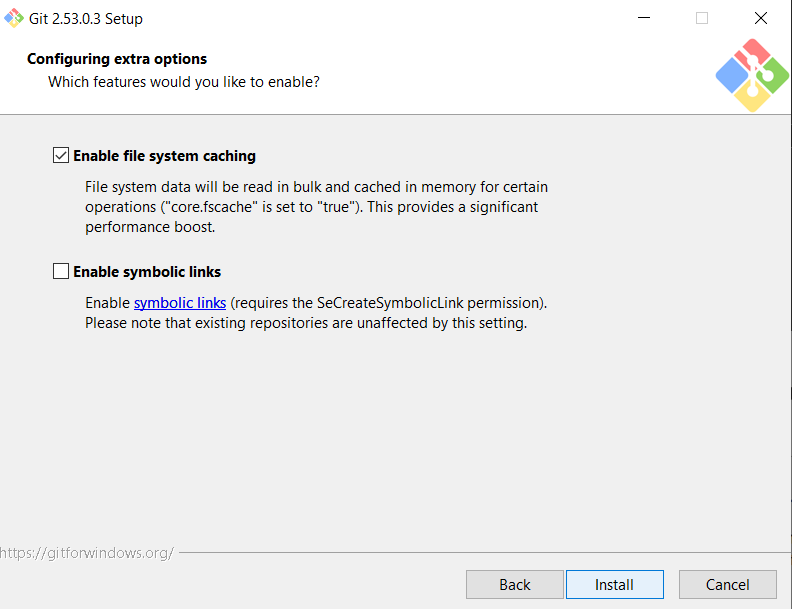 Git 2.53.0.3 Setup
Configuring extra options
Which features would you like to enable?
Enable file system caching
File system data will be read in bulk and cached in memory for certain
operations ("core.fscache" is set to "true"). This provides a significant
performance boost.
Enable symbolic links
Enable symbolic links (requires the SeCreateSymbolicLink permission).
Please note that existing repositories are unaffected by this setting.
https://gitforwindows.org/
Back Install Cancel